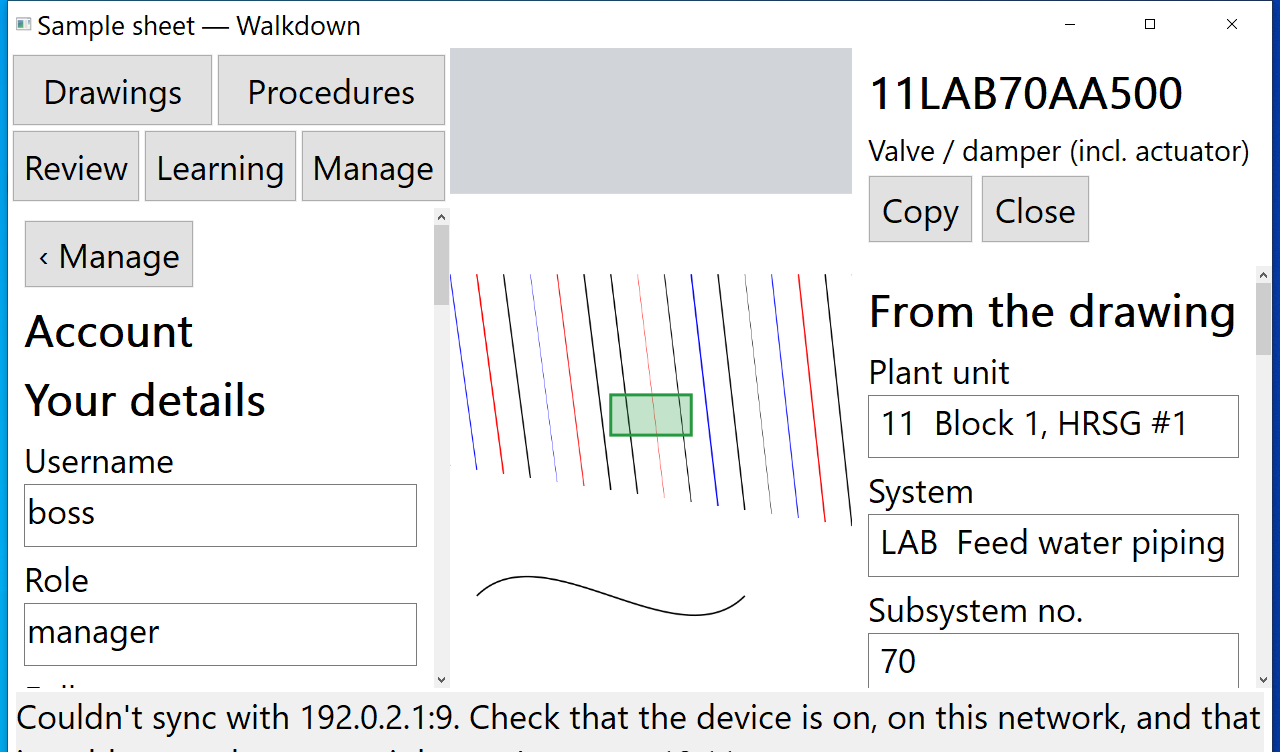 Sample sheet — Walkdown
Drawings
Procedures
Review
Learning
Manage
‹ Manage
Account
Your details
Username
boss
Role
manager
11LAB70AA500
Valve / damper (incl. actuator)
Copy
Close
From the drawing
Plant unit
11 Block 1, HRSG #1
System
LAB Feed water piping
Subsystem no.
70
Couldn't sync with 192.0.2.1:9. Check that the device is on, on this network, and that